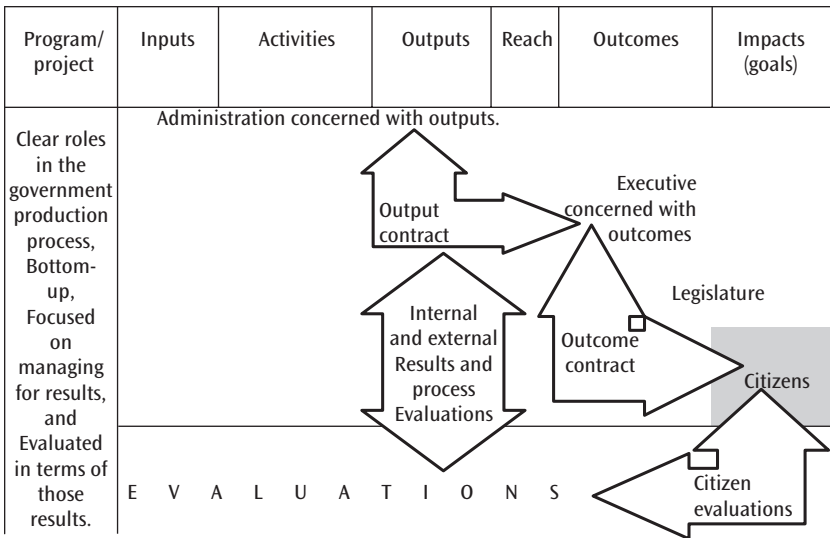 Program/
project
Inputs
Activities
Outputs
Reach
Outcomes
Impacts
(goals)
Clear roles
in the
government
production
process,
Bottom-
up,
Focused
on
managing
for results,
and
Evaluated
in terms of
those
results.
Administration concerned with outputs.
Output
contract
Executive
concerned with
outcomes
Internal
and external
Results and
process
Evaluations
Legislature
Outcome
contract
Citizens
E V A L U A T I O N S
Citizen
evaluations